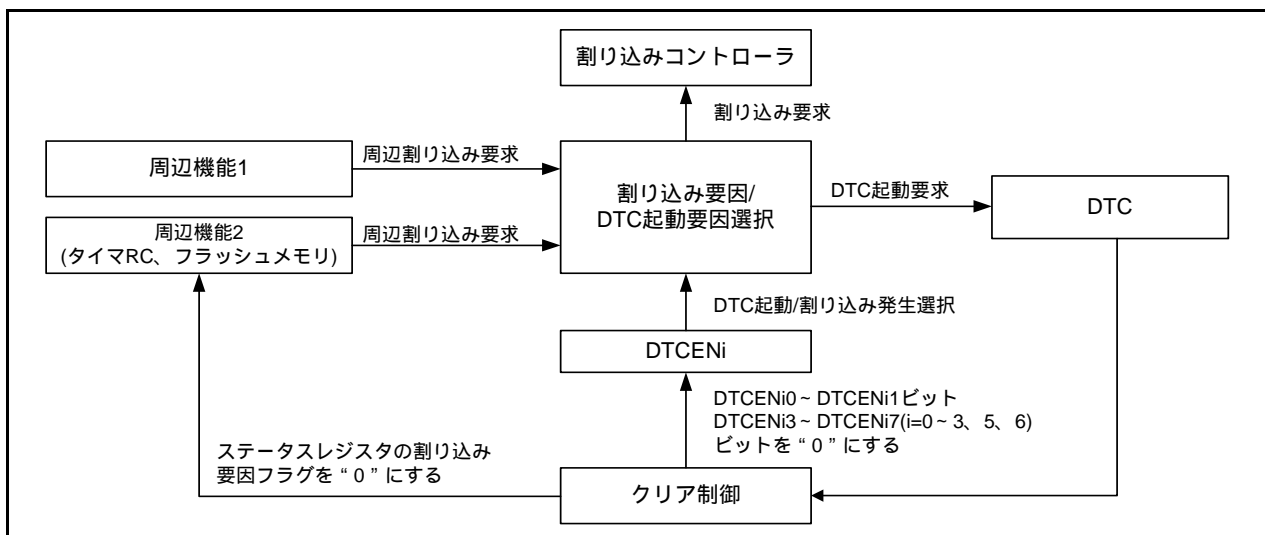 割り込みコントローラ
割り込み要求
周辺機能1
周辺割り込み要求
割り込み要因/
DTC起動要因選択
DTC起動要求
DTC
周辺機能2
(タイマRC、フラッシュメモリ)
周辺割り込み要求
DTC起動/割り込み発生選択
DTCENi
DTCENi0~DTCENi1ビット
DTCENi3~DTCENi7(i=0~3、5、6)
ビットを“0”にする
ステータスレジスタの割り込み
要因フラグを“0”にする
クリア制御